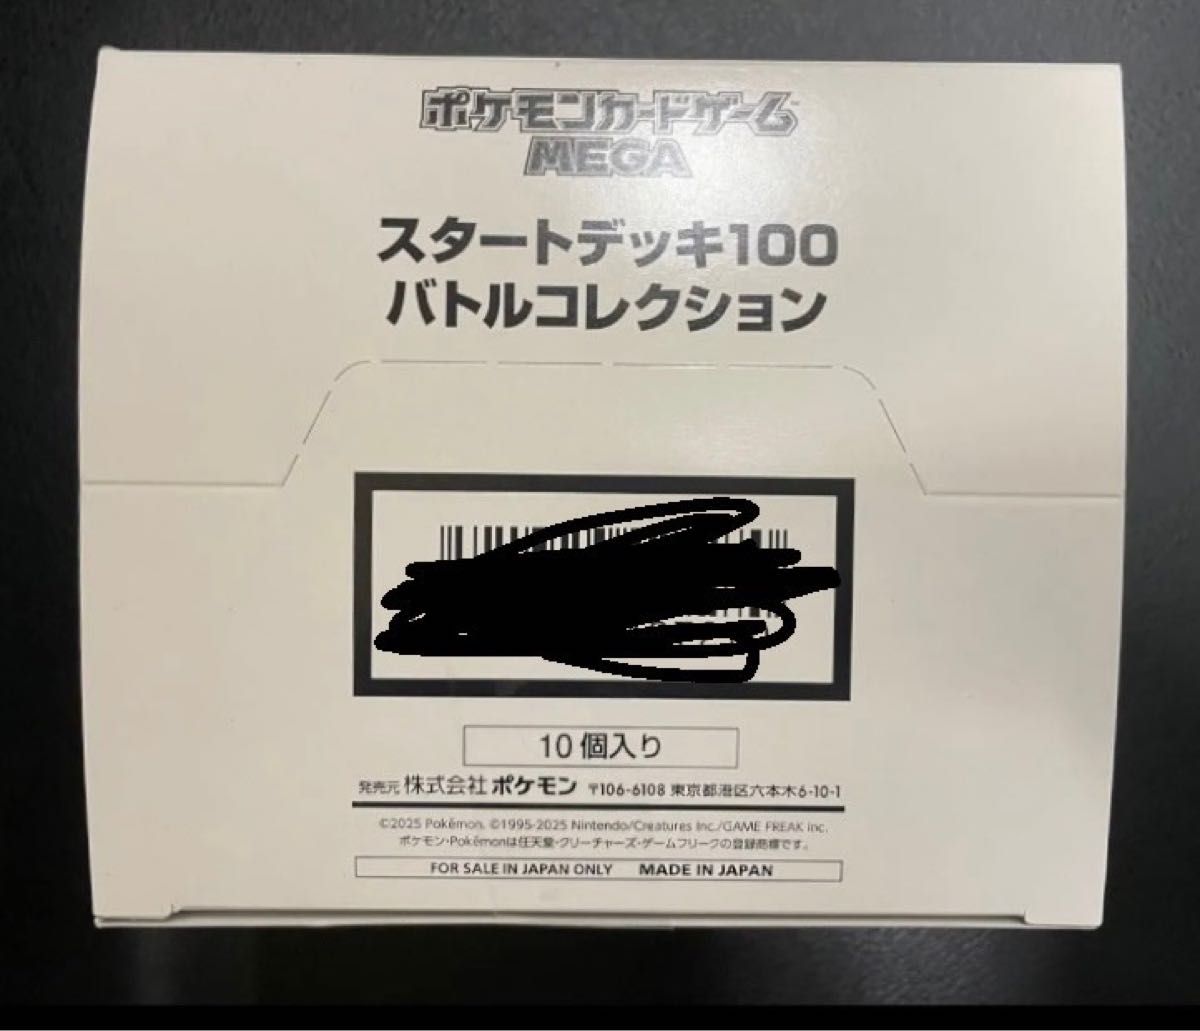 ポケモンカードゲーム
MEGA
スタートデッキ100
バトルコレクション
10個入り
発売元 株式会社ポケモン 〒106-6108 東京都港区六本木6-10-1
©2025 Pokémon. ©1995-2025 Nintendo/Creatures Inc./GAME FREAK inc.
ポケモン・Pokémonは任天堂・クリーチャーズ・ゲームフリークの登録商標です。
FOR SALE IN JAPAN ONLY MADE IN JAPAN